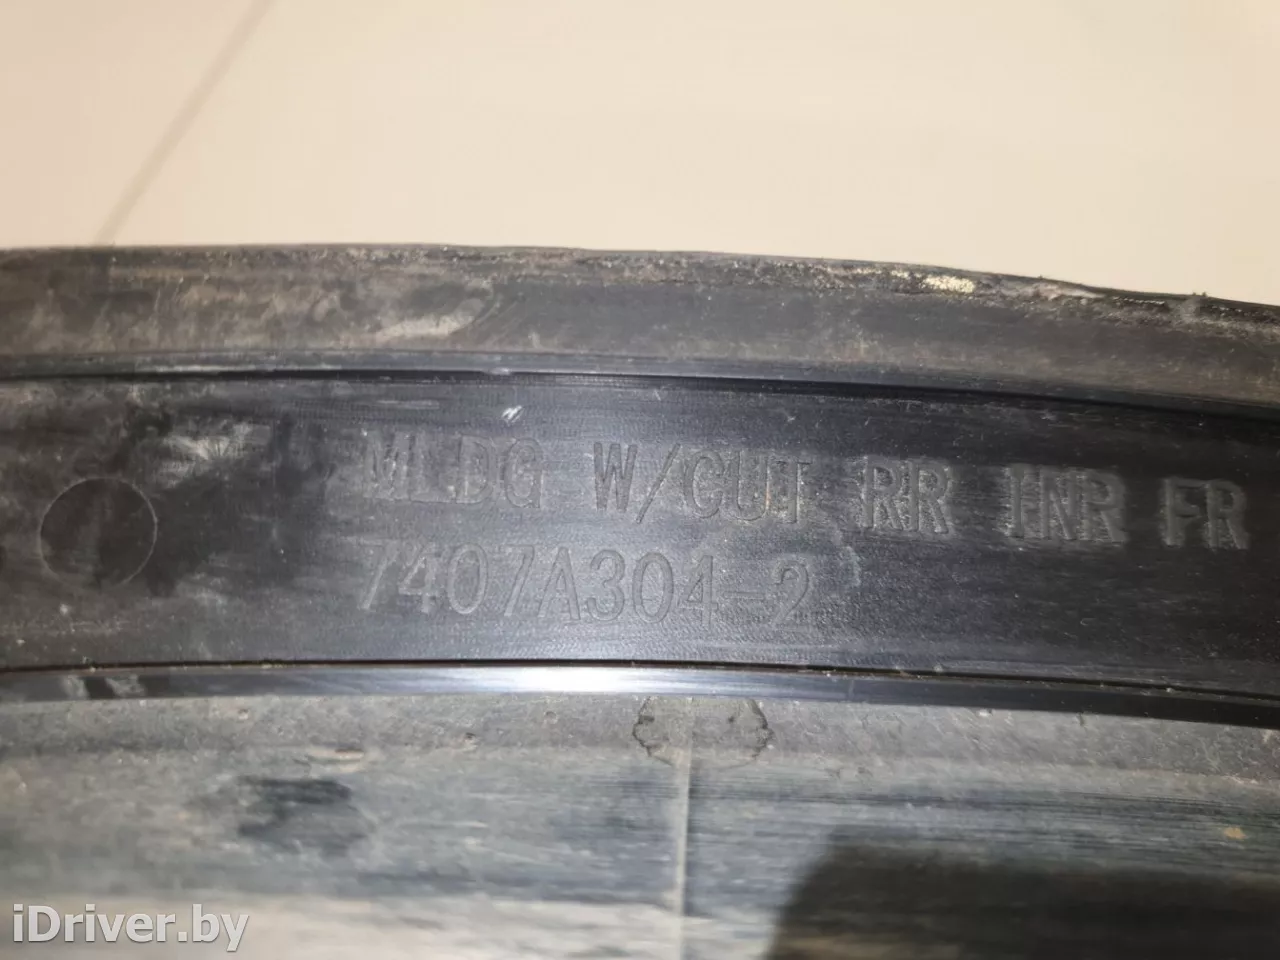 MLDG W/CUT RR INR FR
7407A304-2
iDriver.by